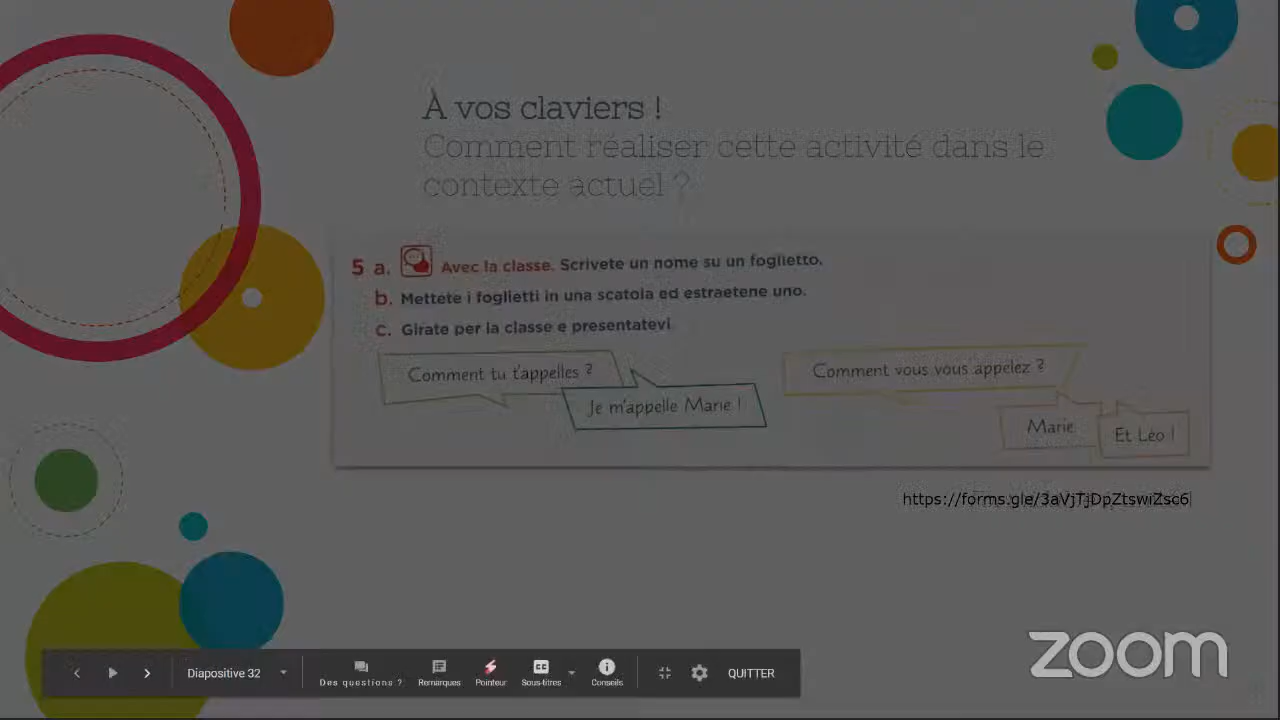 À vos claviers !
Comment réaliser cette activité dans le
contexte actuel ?
5 a. Avec la classe. Scrivete un nome su un foglietto.
b. Mettete i foglietti in una scatola ed estraetene uno.
c. Girate per la classe e presentatevi
Comment tu t'appelles ?
Je m'appelle Marie !
Comment vous vous appelez ?
Marie
Et Léo !
https://forms.gle/3aVjTjDpZtswiZsc6
zoom
Diapositive 32
Des questions ?
Remarques
Pointeur
CC
Sous-titres
Conseils
QUITTER